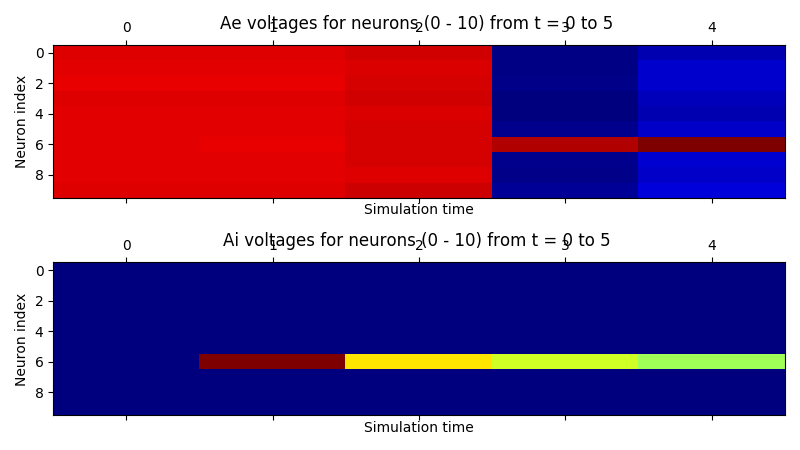 Ae voltages for neurons (0 - 10) from t = 0 to 5
0 1 2 3 4
0
2
4
6
8
Neuron index
Simulation time
Ai voltages for neurons (0 - 10) from t = 0 to 5
0 1 2 3 4
0
2
4
6
8
Neuron index
Simulation time